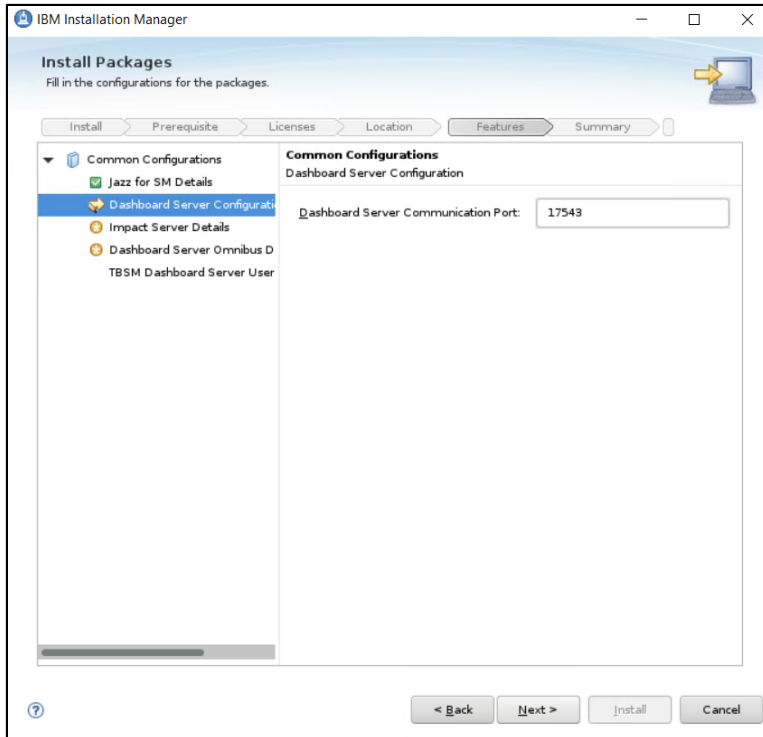 IBM Installation Manager
Install Packages
Fill in the configurations for the packages.
Install Prerequisite Licenses Location Features Summary
Common Configurations
Jazz for SM Details
Dashboard Server Configurati
Impact Server Details
Dashboard Server Omnibus D
TBSM Dashboard Server User
Common Configurations
Dashboard Server Configuration
Dashboard Server Communication Port: 17543
?
< Back Next > Install Cancel